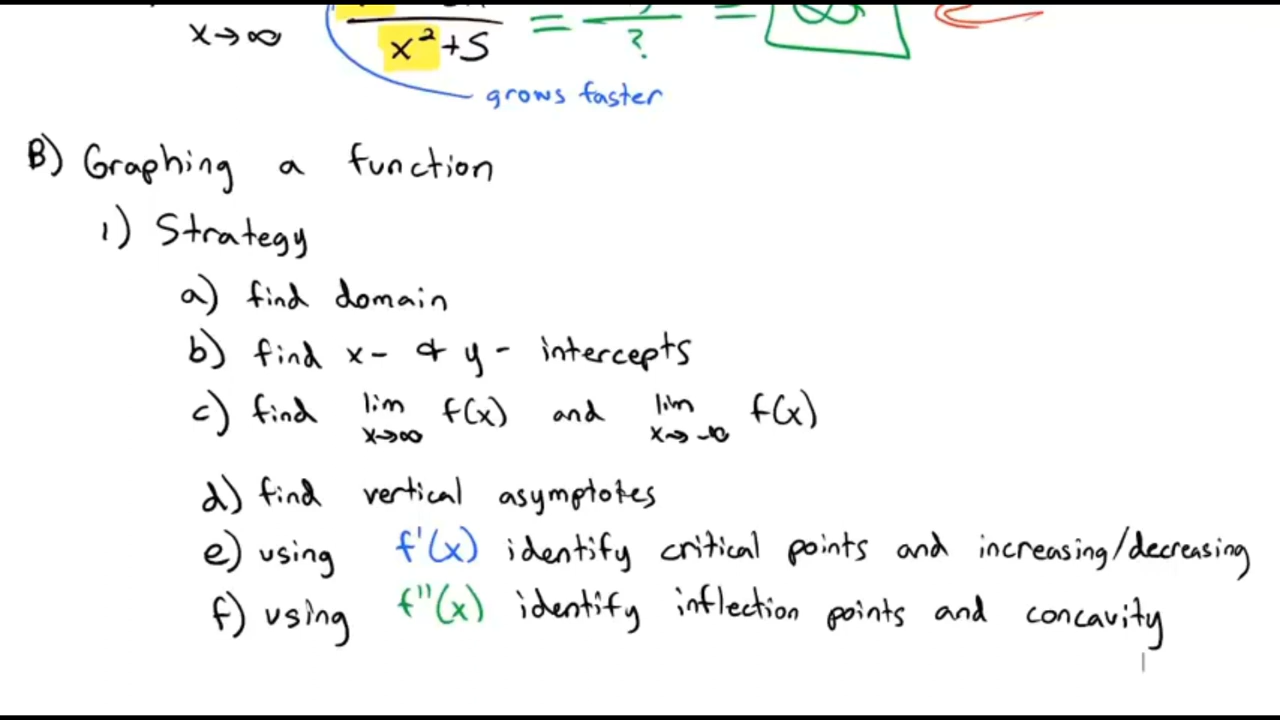 x→∞ x²+5 = ? = ∞
grows faster
B) Graphing a function
1) Strategy
a) find domain
b) find x- & y- intercepts
c) find lim x→∞ f(x) and lim x→-∞ f(x)
d) find vertical asymptotes
e) using f'(x) identify critical points and increasing/decreasing
f) using f''(x) identify inflection points and concavity